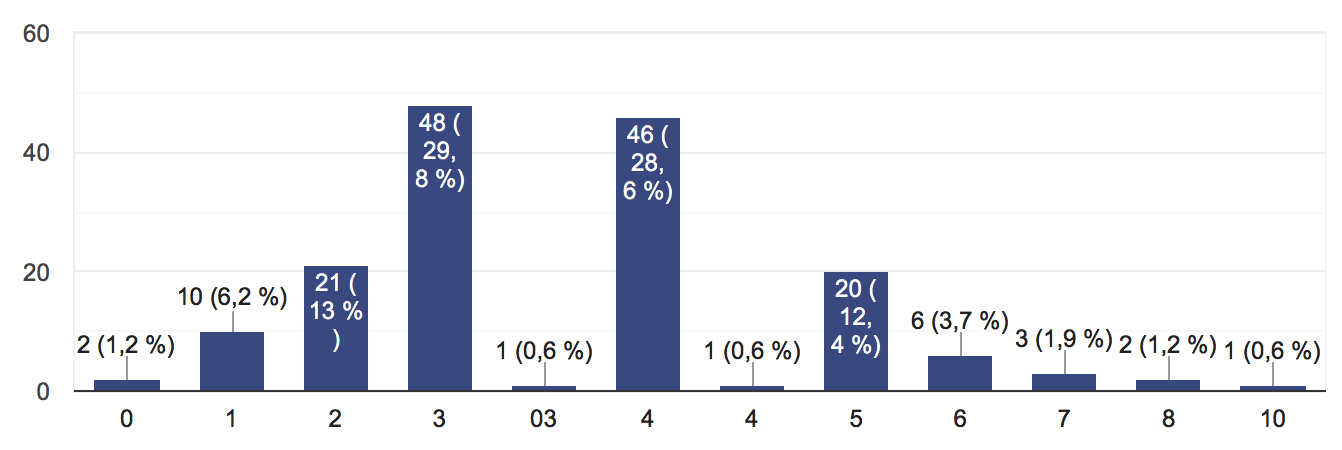 60
40
20
0
2 (1,2 %)
10 (6,2 %)
21 (
13 %
)
48 (
29,
8 %)
1 (0,6 %)
46 (
28,
6 %)
1 (0,6 %)
20 (
12,
4 %)
6 (3,7 %)
3 (1,9 %)
2 (1,2 %)
1 (0,6 %)
0 1 2 3 03 4 4 5 6 7 8 10